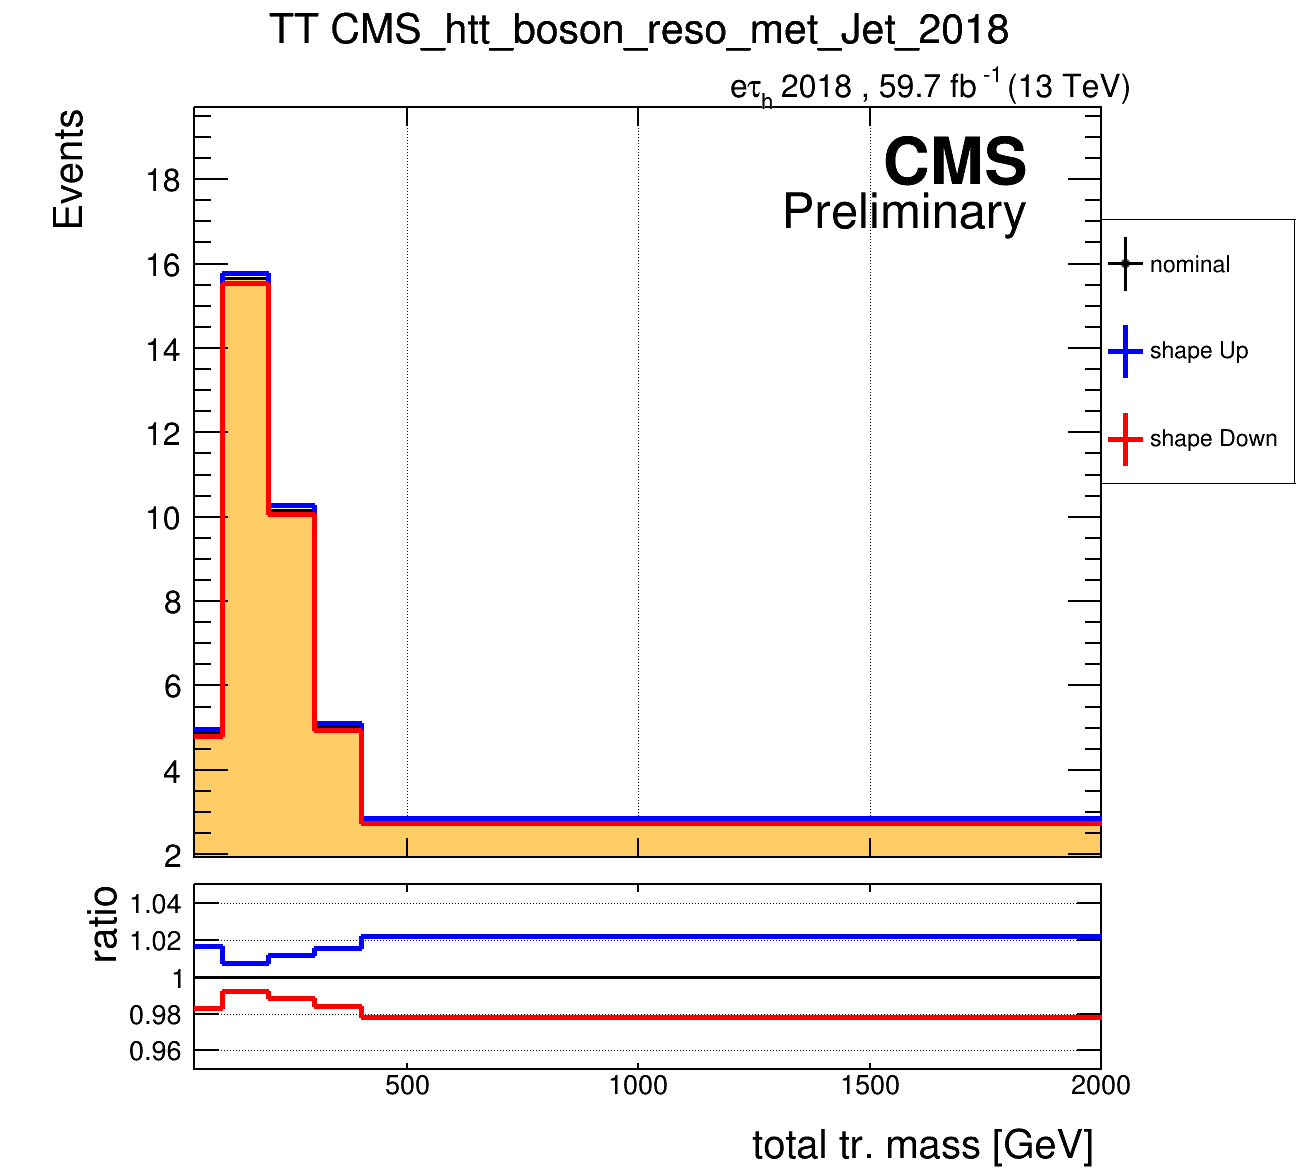 TT CMS_htt_boson_reso_met_Jet_2018
eτh 2018 , 59.7 fb-1 (13 TeV)
Events
CMS
Preliminary
18
16
14
12
10
8
6
4
2
nominal
shape Up
shape Down
ratio
1.04
1.02
1
0.98
0.96
500 1000 1500 2000
total tr. mass [GeV]